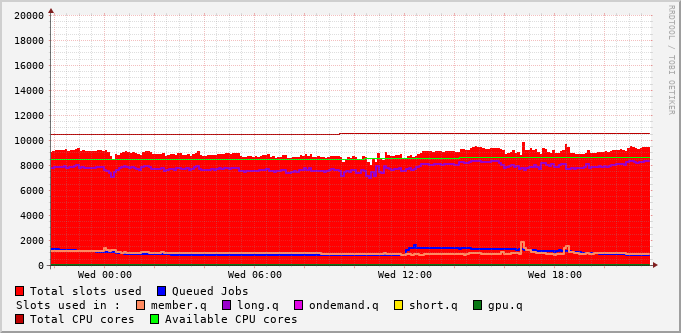 20000
18000
16000
14000
12000
10000
8000
6000
4000
2000
0
Wed 00:00 Wed 06:00 Wed 12:00 Wed 18:00
RRDTOOL / TOBI OETIKER
Total slots used Queued Jobs
Slots used in : member.q long.q ondemand.q short.q gpu.q
Total CPU cores Available CPU cores